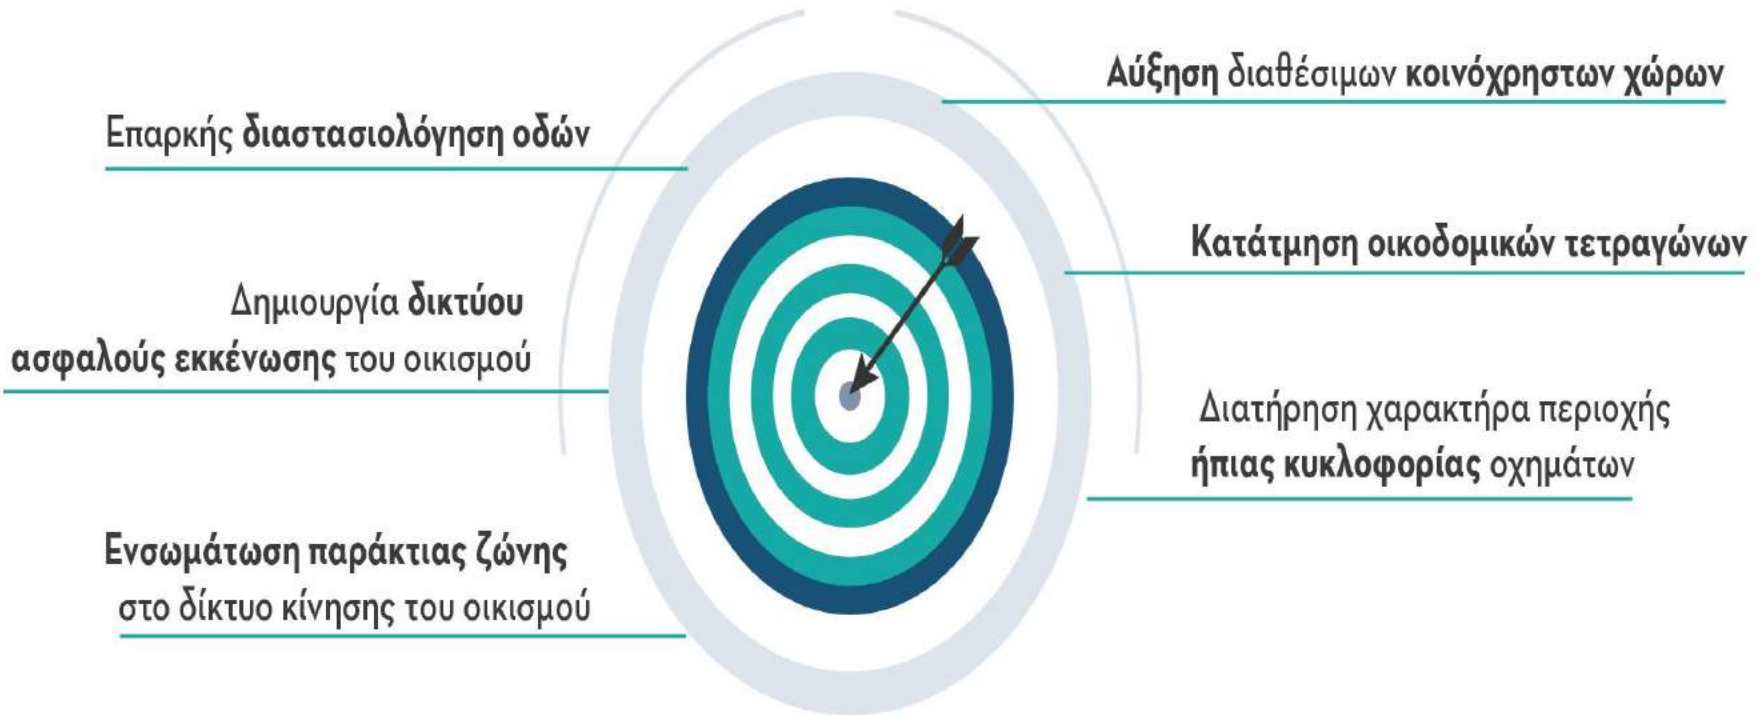 Επαρκής διαστασιολόγηση οδών
Δημιουργία δικτύου
ασφαλούς εκκένωσης του οικισμού
Ενσωμάτωση παράκτιας ζώνης
στο δίκτυο κίνησης του οικισμού
Αύξηση διαθέσιμων κοινόχρηστων χώρων
Κατάτμηση οικοδομικών τετραγώνων
Διατήρηση χαρακτήρα περιοχής
ήπιας κυκλοφορίας οχημάτων